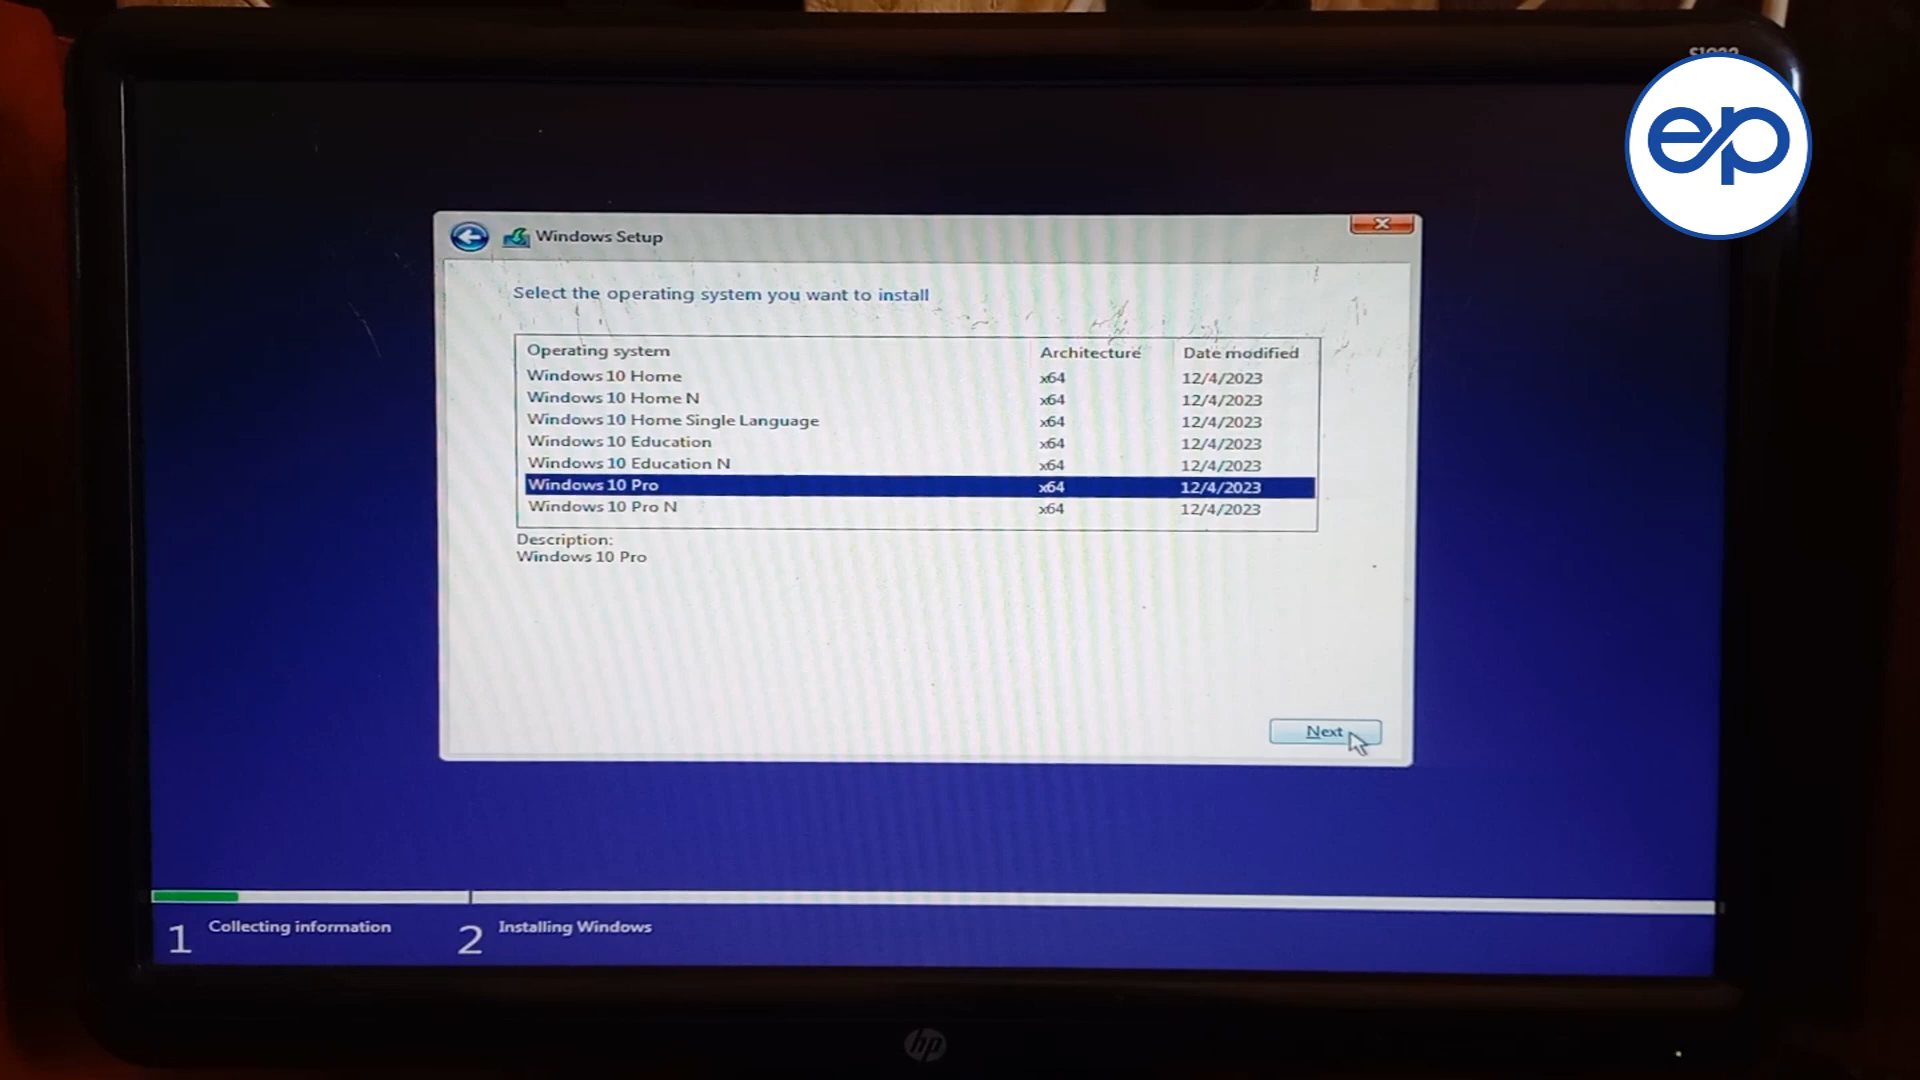 ep
Windows Setup
Select the operating system you want to install
Operating system Architecture Date modified
Windows 10 Home x64 12/4/2023
Windows 10 Home N x64 12/4/2023
Windows 10 Home Single Language x64 12/4/2023
Windows 10 Education x64 12/4/2023
Windows 10 Education N x64 12/4/2023
Windows 10 Pro x64 12/4/2023
Windows 10 Pro N x64 12/4/2023
Description:
Windows 10 Pro
Next
1 Collecting information 2 Installing Windows
hp